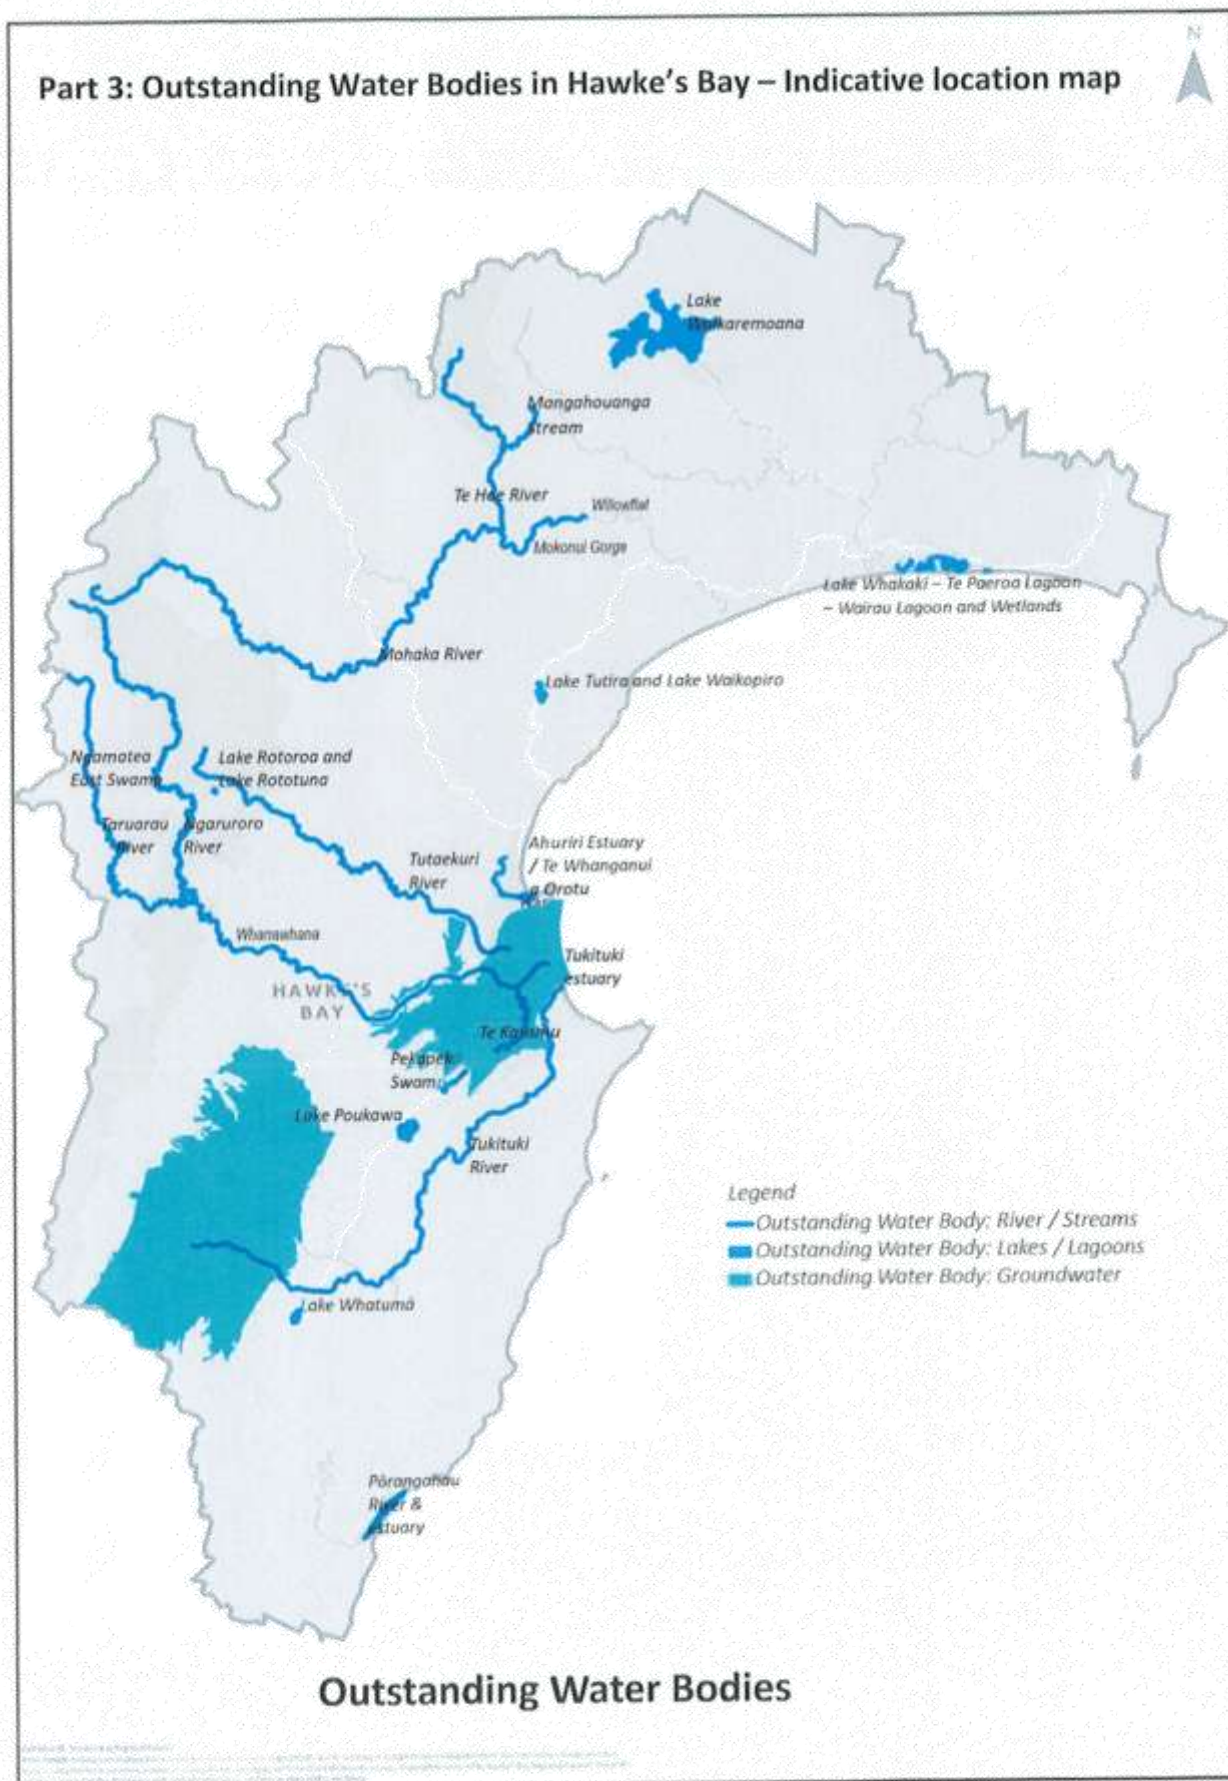 N
Part 3: Outstanding Water Bodies in Hawke's Bay – Indicative location map
Lake
Waikaremoana
Mangahouanga
Stream
Te Hoe River
Willowflat
Mokonui Gorge
Lake Whakaki – Te Paeroa Lagoon
– Wairau Lagoon and Wetlands
Mohaka River
Lake Tutira and Lake Waikopiro
Ngamatea
East Swamp
Lake Rotoroa and
Lake Rototuna
Taruarau
River
Ngaruroro
River
Tutaekuri
River
Ahuriri Estuary
/ Te Whanganui
a Orotu
Whanawhana
Tukituki
estuary
HAWKE'S
BAY
Te Karamu
Pekapeka
Swamp
Lake Poukawa
Tukituki
River
Legend
Outstanding Water Body: River / Streams
Outstanding Water Body: Lakes / Lagoons
Outstanding Water Body: Groundwater
Lake Whatumā
Pōrangahau
River &
Estuary
Outstanding Water Bodies